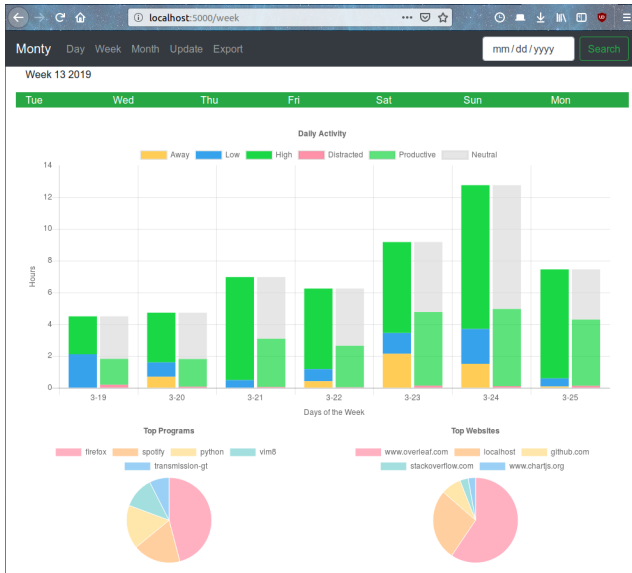 localhost:5000/week
Monty Day Week Month Update Export mm/dd/yyyy Search
Week 13 2019
Tue Wed Thu Fri Sat Sun Mon
Daily Activity
Away Low High Distracted Productive Neutral
14
12
10
8
6
4
2
0
Hours
3-19 3-20 3-21 3-22 3-23 3-24 3-25
Days of the Week
Top Programs
firefox spotify python vim8
transmission-gt
Top Websites
www.overleaf.com localhost github.com
stackoverflow.com www.chartjs.org